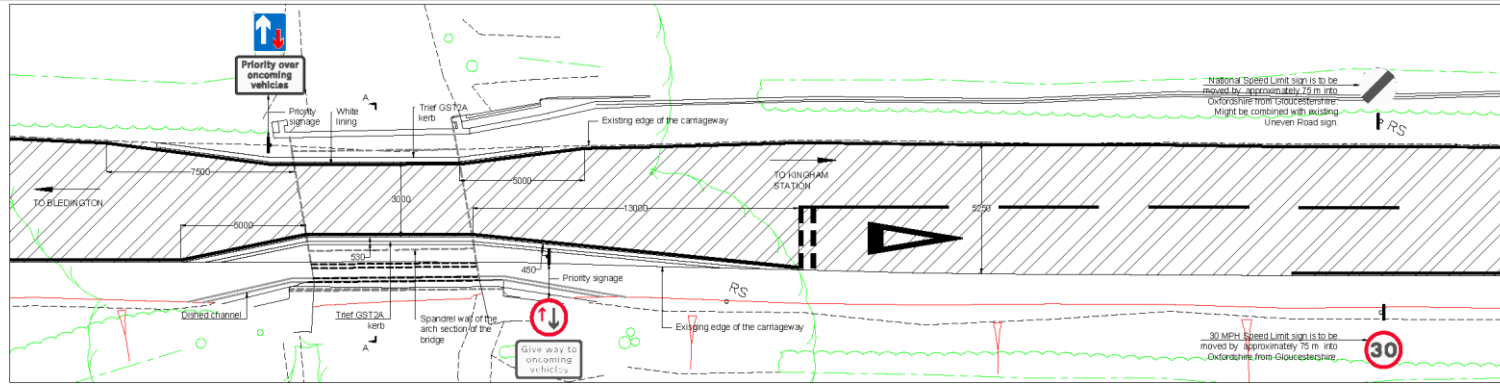 Priority over
oncoming
vehicles
A
Priority
signage
White
lining
Trief GST2A
kerb
Existing edge of the carriageway
National Speed Limit sign is to be
moved by approximately 75 m into
Oxfordshire from Gloucestershire.
Might be combined with existing
Uneven Road sign.
RS
7500
5000
TO KINGHAM
STATION
TO BLEDINGTON
3000
13000
5250
6000
530
450
Priority signage
RS
Dished channel
Trief GST2A
kerb
Spandrel wall of the
arch section of the
bridge
Existing edge of the carriageway
A
Give way to
oncoming
vehicles
30 MPH Speed Limit sign is to be
moved by approximately 75 m into
Oxfordshire from Gloucestershire.
30